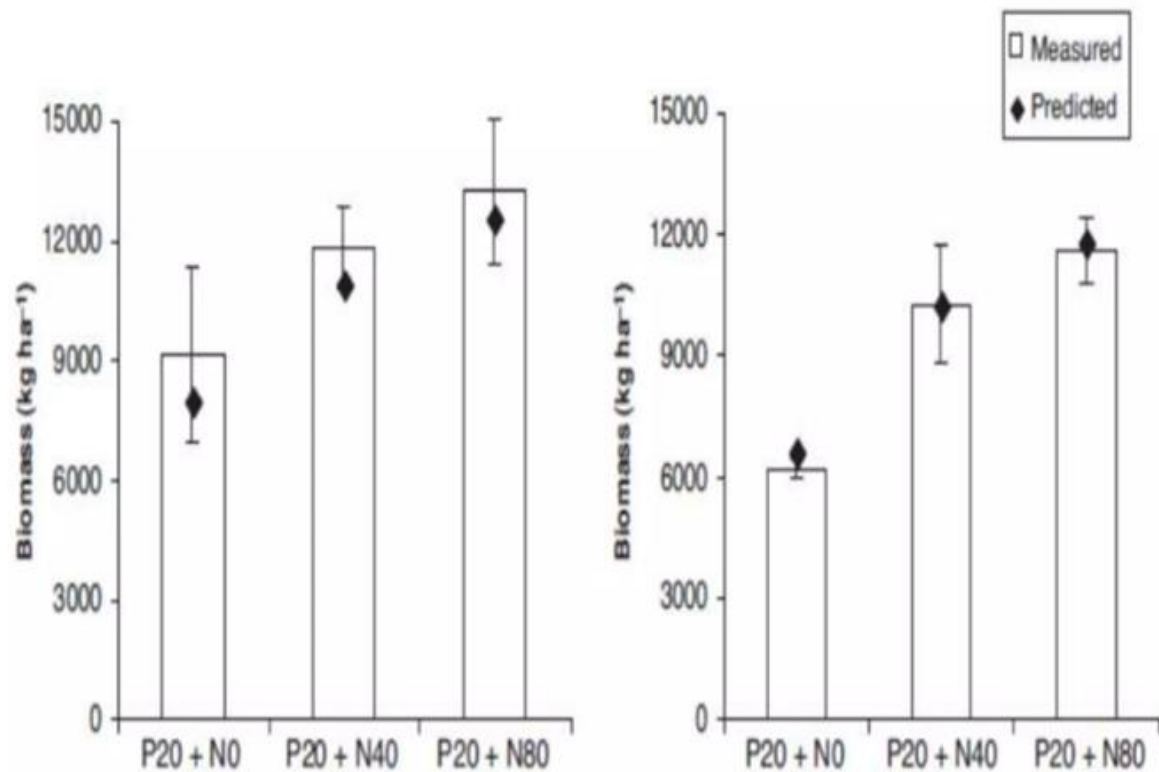 Measured
Predicted
15000
12000
9000
6000
3000
0
Biomass (kg ha⁻¹)
P20 + N0
P20 + N40
P20 + N80
15000
12000
9000
6000
3000
0
Biomass (kg ha⁻¹)
P20 + N0
P20 + N40
P20 + N80